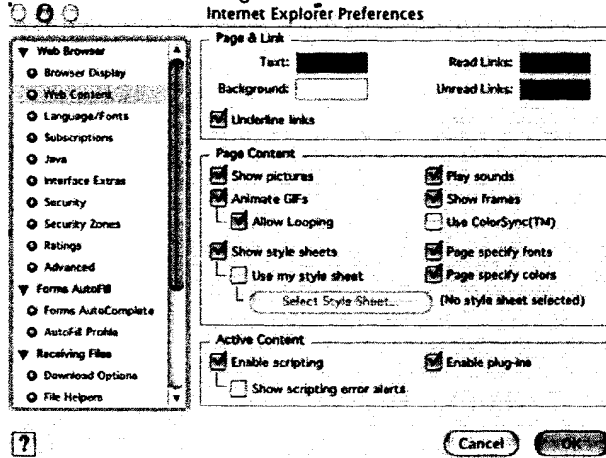 Internet Explorer Preferences
Web Browser
Browser Display
Web Content
Language/Fonts
Subscriptions
Java
Interface Extras
Security
Security Zones
Ratings
Advanced
Forms AutoFill
Forms AutoComplete
AutoFill Profile
Receiving Files
Download Options
File Helpers
Page & Link
Text:
Read Links:
Background:
Unread Links:
Underline links
Page Content
Show pictures
Play sounds
Animate GIFs
Show frames
Allow Looping
Use ColorSync(TM)
Show style sheets
Page specify fonts
Use my style sheet
Page specify colors
Select Style Sheet...
(No style sheet selected)
Active Content
Enable scripting
Enable plug-ins
Show scripting error alerts
?
Cancel
OK